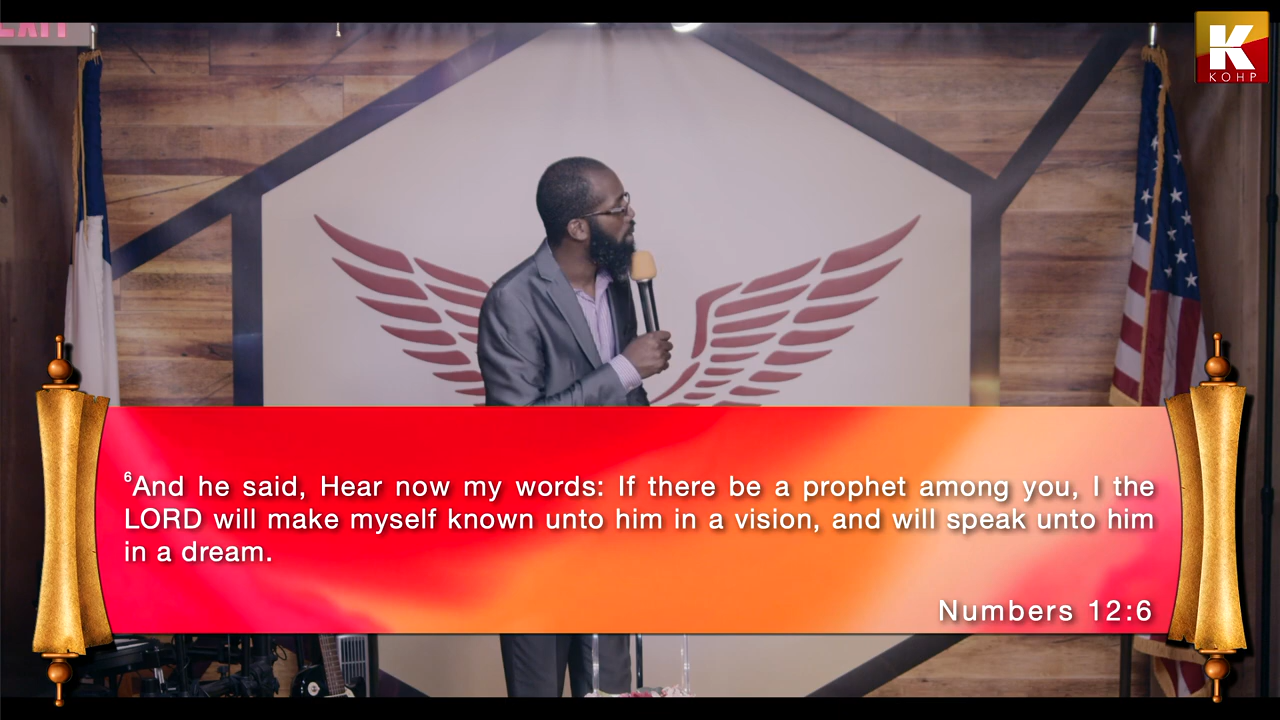 EXIT
K
KOHP
⁶And he said, Hear now my words: If there be a prophet among you, I the
LORD will make myself known unto him in a vision, and will speak unto him
in a dream.
Numbers 12:6